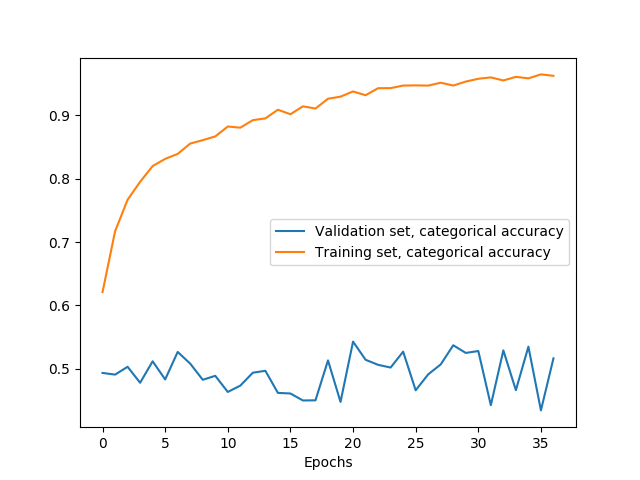 0.9
0.8
0.7
0.6
0.5
Validation set, categorical accuracy
Training set, categorical accuracy
0 5 10 15 20 25 30 35
Epochs